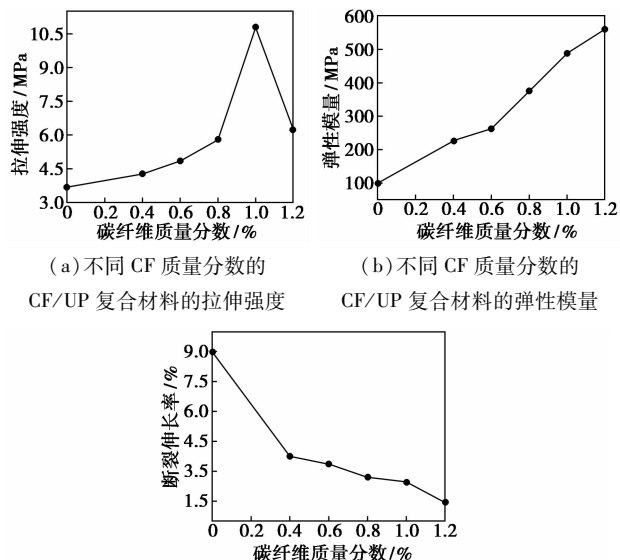 10.5
9.0
7.5
6.0
4.5
3.0
拉伸强度/MPa
0 0.2 0.4 0.6 0.8 1.0 1.2
碳纤维质量分数/%
(a)不同 CF 质量分数的
CF/UP 复合材料的拉伸强度
600
500
400
300
200
100
弹性模量/MPa
0 0.2 0.4 0.6 0.8 1.0 1.2
碳纤维质量分数/%
(b)不同 CF 质量分数的
CF/UP 复合材料的弹性模量
9.0
7.5
6.0
4.5
3.5
1.5
断裂伸长率/%
0 0.2 0.4 0.6 0.8 1.0 1.2
碳纤维质量分数/%